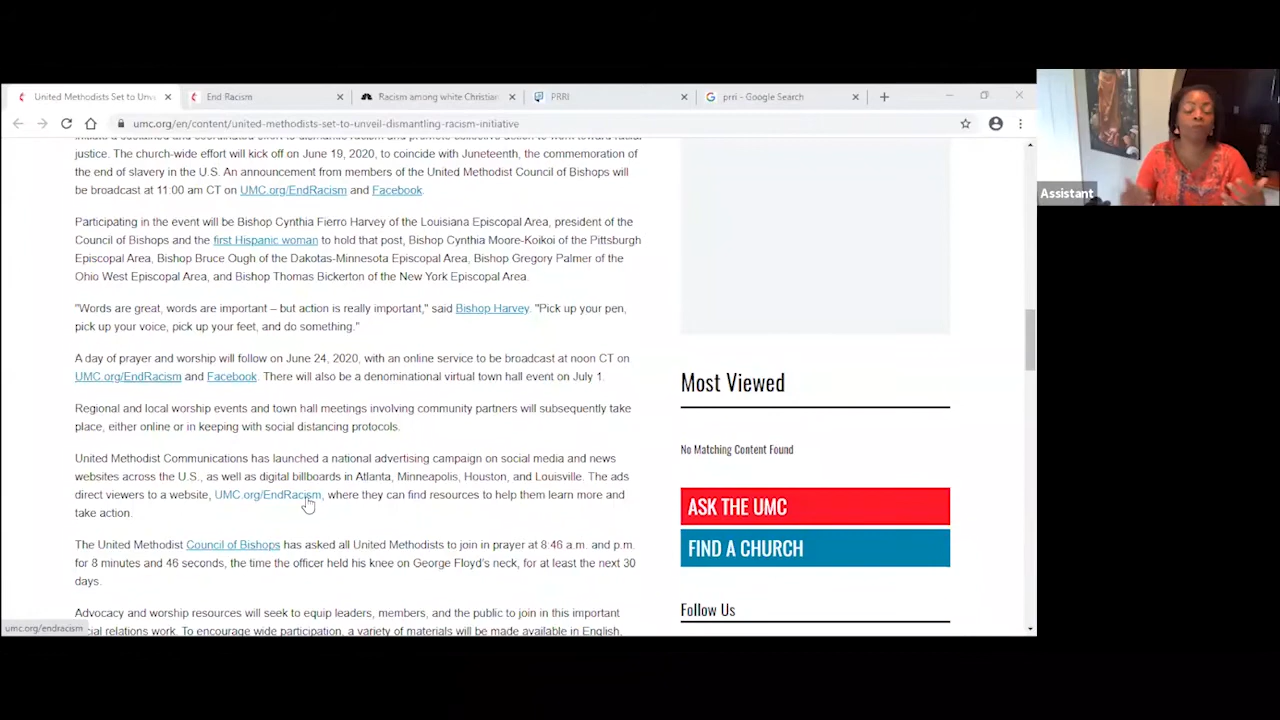 United Methodists Set to Unv
End Racism
Racism among white Christian
PRRI
prri - Google Search
umc.org/en/content/united-methodists-set-to-unveil-dismantling-racism-initiative
justice. The church-wide effort will kick off on June 19, 2020, to coincide with Juneteenth, the commemoration of
the end of slavery in the U.S. An announcement from members of the United Methodist Council of Bishops will
be broadcast at 11:00 am CT on UMC.org/EndRacism and Facebook.
Participating in the event will be Bishop Cynthia Fierro Harvey of the Louisiana Episcopal Area, president of the
Council of Bishops and the first Hispanic woman to hold that post, Bishop Cynthia Moore-Koikoi of the Pittsburgh
Episcopal Area, Bishop Bruce Ough of the Dakotas-Minnesota Episcopal Area, Bishop Gregory Palmer of the
Ohio West Episcopal Area, and Bishop Thomas Bickerton of the New York Episcopal Area.
"Words are great, words are important – but action is really important," said Bishop Harvey. "Pick up your pen,
pick up your voice, pick up your feet, and do something."
A day of prayer and worship will follow on June 24, 2020, with an online service to be broadcast at noon CT on
UMC.org/EndRacism and Facebook. There will also be a denominational virtual town hall event on July 1.
Regional and local worship events and town hall meetings involving community partners will subsequently take
place, either online or in keeping with social distancing protocols.
United Methodist Communications has launched a national advertising campaign on social media and news
websites across the U.S., as well as digital billboards in Atlanta, Minneapolis, Houston, and Louisville. The ads
direct viewers to a website, UMC.org/EndRacism, where they can find resources to help them learn more and
take action.
The United Methodist Council of Bishops has asked all United Methodists to join in prayer at 8:46 a.m. and p.m.
for 8 minutes and 46 seconds, the time the officer held his knee on George Floyd's neck, for at least the next 30
days.
Advocacy and worship resources will seek to equip leaders, members, and the public to join in this important
cial relations work. To encourage wide participation, a variety of materials will be made available in English,
umc.org/endracism
Most Viewed
No Matching Content Found
ASK THE UMC
FIND A CHURCH
Follow Us
Assistant